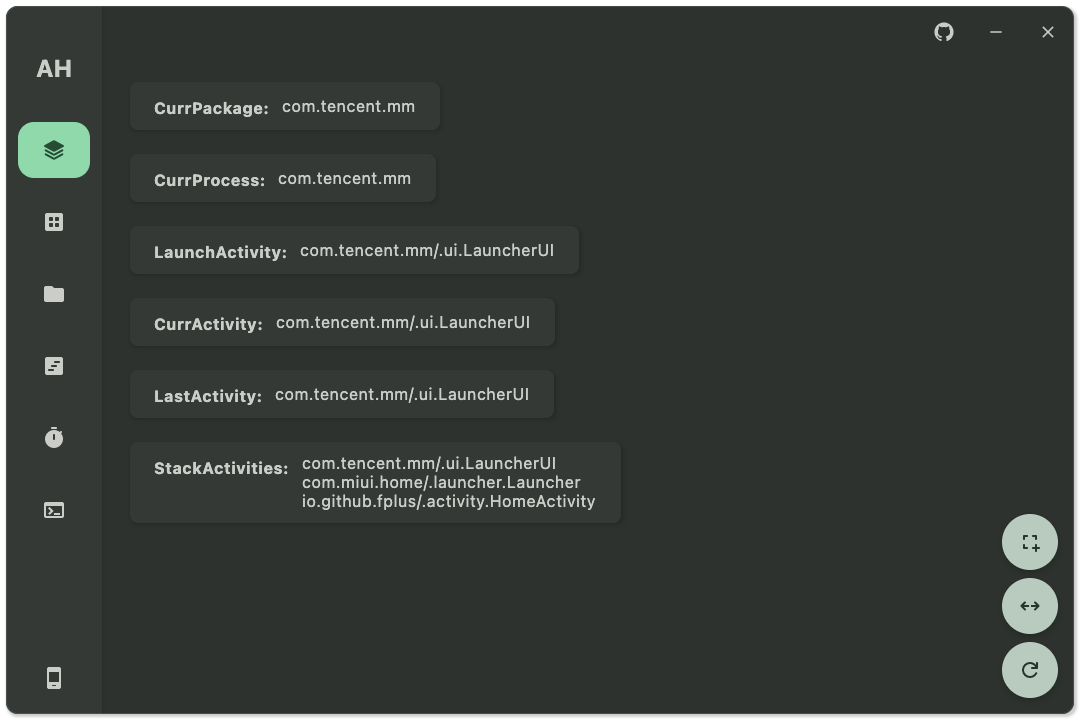 AH
CurrPackage: com.tencent.mm
CurrProcess: com.tencent.mm
LaunchActivity: com.tencent.mm/.ui.LauncherUI
CurrActivity: com.tencent.mm/.ui.LauncherUI
LastActivity: com.tencent.mm/.ui.LauncherUI
StackActivities: com.tencent.mm/.ui.LauncherUI
com.miui.home/.launcher.Launcher
io.github.fplus/.activity.HomeActivity